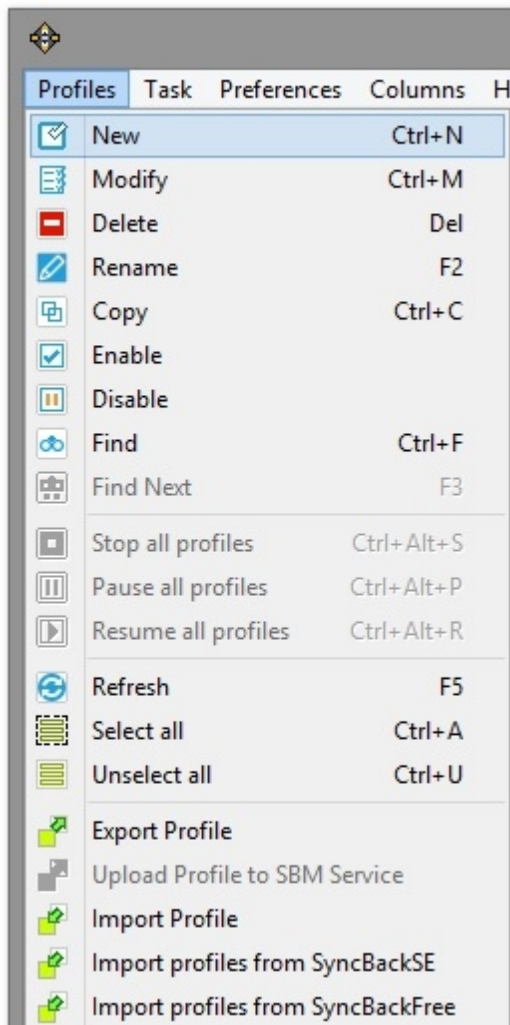 Profiles Task Preferences Columns H
New Ctrl+N
Modify Ctrl+M
Delete Del
Rename F2
Copy Ctrl+C
Enable
Disable
Find Ctrl+F
Find Next F3
Stop all profiles Ctrl+Alt+S
Pause all profiles Ctrl+Alt+P
Resume all profiles Ctrl+Alt+R
Refresh F5
Select all Ctrl+A
Unselect all Ctrl+U
Export Profile
Upload Profile to SBM Service
Import Profile
Import profiles from SyncBackSE
Import profiles from SyncBackFree